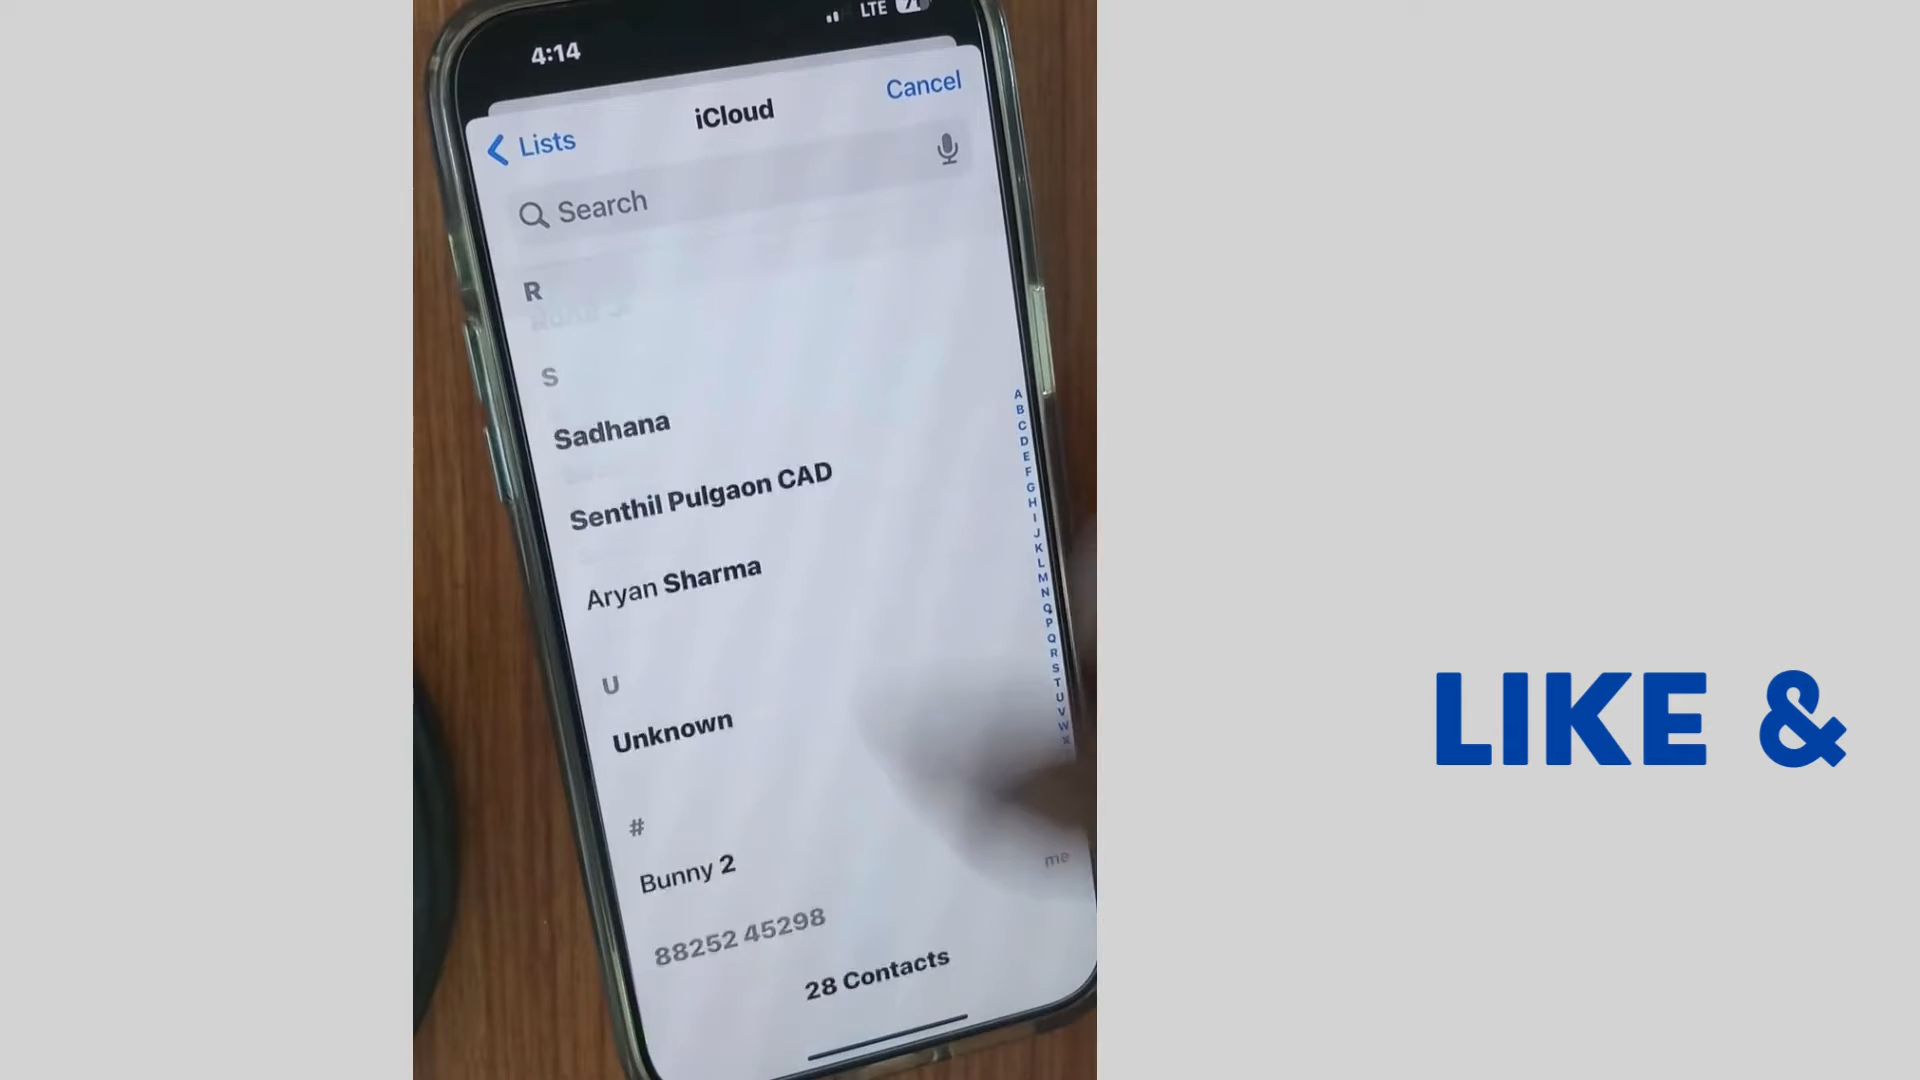 4:14
LTE
Lists
iCloud
Cancel
Search
R
S
Sadhana
Senthil Pulgaon CAD
Aryan Sharma
U
Unknown
#
Bunny 2
me
88252 45298
28 Contacts
A
B
C
D
E
F
G
H
I
J
K
L
M
N
O
P
Q
R
S
T
U
V
W
X
LIKE &